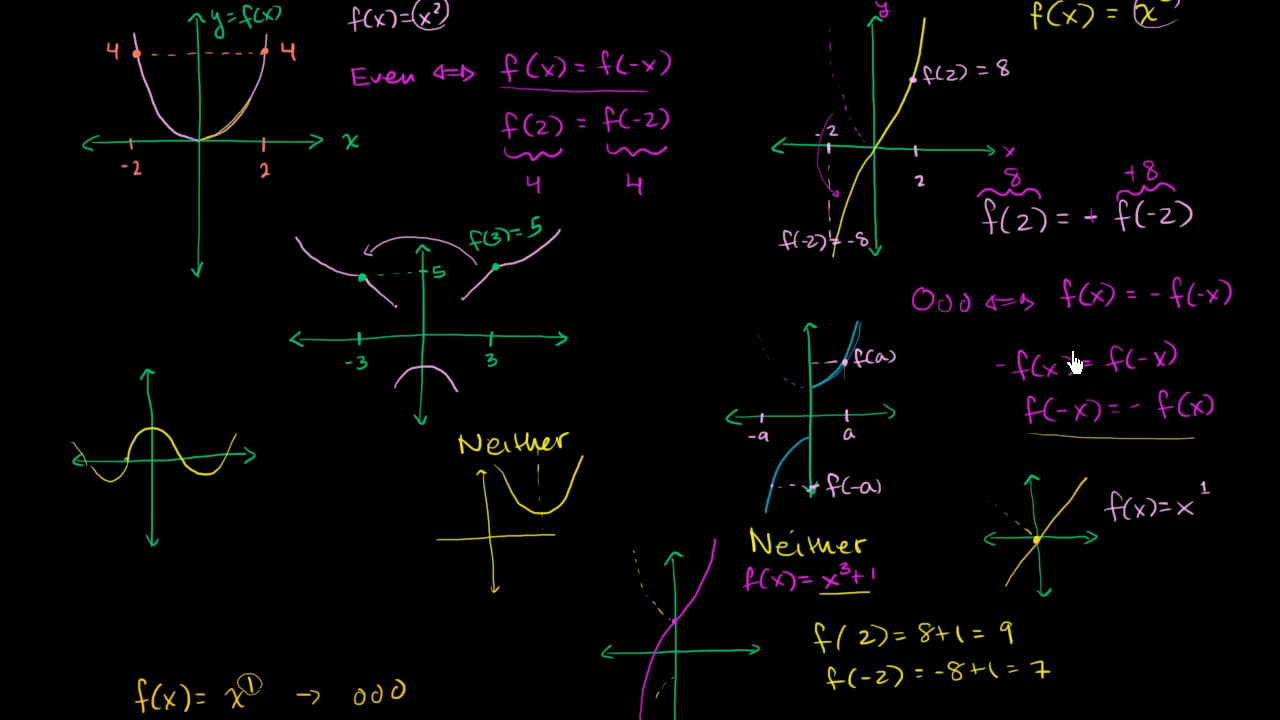 y=f(x)
f(x)=x²
4
4
-2
2
x
Even ⟺ f(x) = f(-x)
f(2) = f(-2)
4 4
f(3)=5
5
-3
3
Neither
f(x)= x¹ → odd
y
f(x) = x
f(2) = 8
-2
x
2
f(-2)=-8
8 +8
f(2) = + f(-2)
Odd ⟺ f(x) = -f(-x)
-f(x) = f(-x)
f(-x) = - f(x)
f(a)
-a
a
f(-a)
f(x)=x¹
Neither
f(x)= x³+1
f(2) = 8+1 = 9
f(-2) = -8+1 = 7